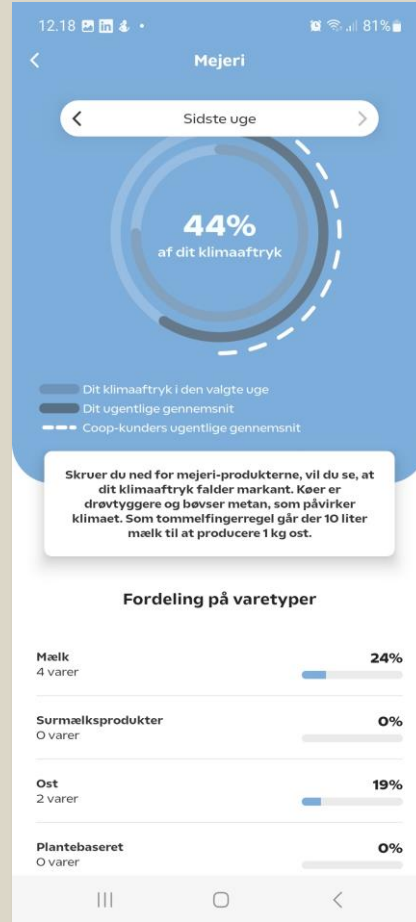 12.18
81%
Mejeri
Sidste uge
44%
af dit klimaaftryk
Dit klimaaftryk i den valgte uge
Dit ugentlige gennemsnit
Coop-kunders ugentlige gennemsnit
Skruer du ned for mejeri-produkterne, vil du se, at
dit klimaaftryk falder markant. Køer er
drøvtyggere og bøvser metan, som påvirker
klimaet. Som tommelfingerregel går der 10 liter
mælk til at producere 1 kg ost.
Fordeling på varetyper
Mælk
24%
4 varer
Surmælksprodukter
0%
0 varer
Ost
19%
2 varer
Plantebaseret
0%
0 varer